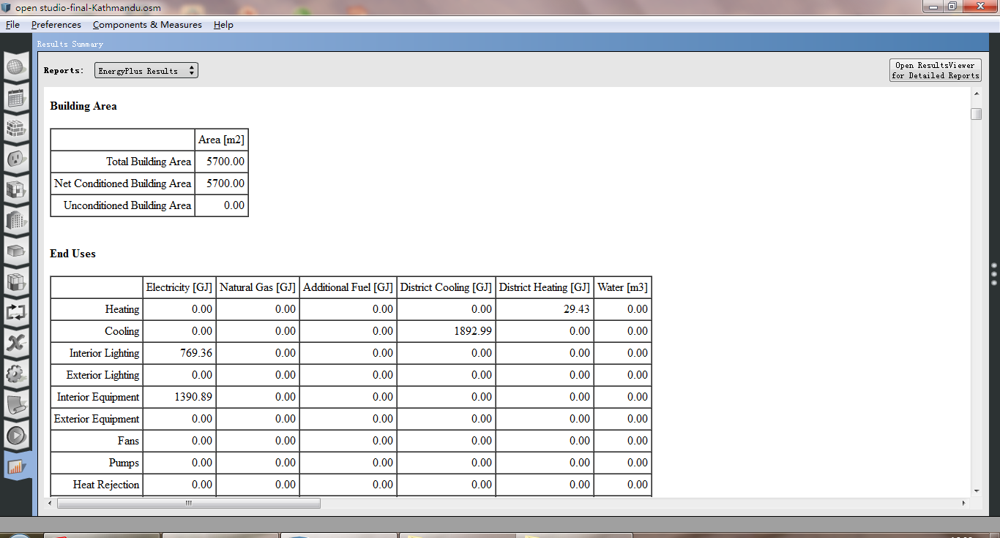 open studio-final-Kathmandu.osm
File Preferences Components & Measures Help
Results Summary
Reports: EnergyPlus Results
Open ResultsViewer
for Detailed Reports
Building Area
Area [m2]
Total Building Area 5700.00
Net Conditioned Building Area 5700.00
Unconditioned Building Area 0.00
End Uses
Electricity [GJ] Natural Gas [GJ] Additional Fuel [GJ] District Cooling [GJ] District Heating [GJ] Water [m3]
Heating 0.00 0.00 0.00 0.00 29.43 0.00
Cooling 0.00 0.00 0.00 1892.99 0.00 0.00
Interior Lighting 769.36 0.00 0.00 0.00 0.00 0.00
Exterior Lighting 0.00 0.00 0.00 0.00 0.00 0.00
Interior Equipment 1390.89 0.00 0.00 0.00 0.00 0.00
Exterior Equipment 0.00 0.00 0.00 0.00 0.00 0.00
Fans 0.00 0.00 0.00 0.00 0.00 0.00
Pumps 0.00 0.00 0.00 0.00 0.00 0.00
Heat Rejection 0.00 0.00 0.00 0.00 0.00 0.00